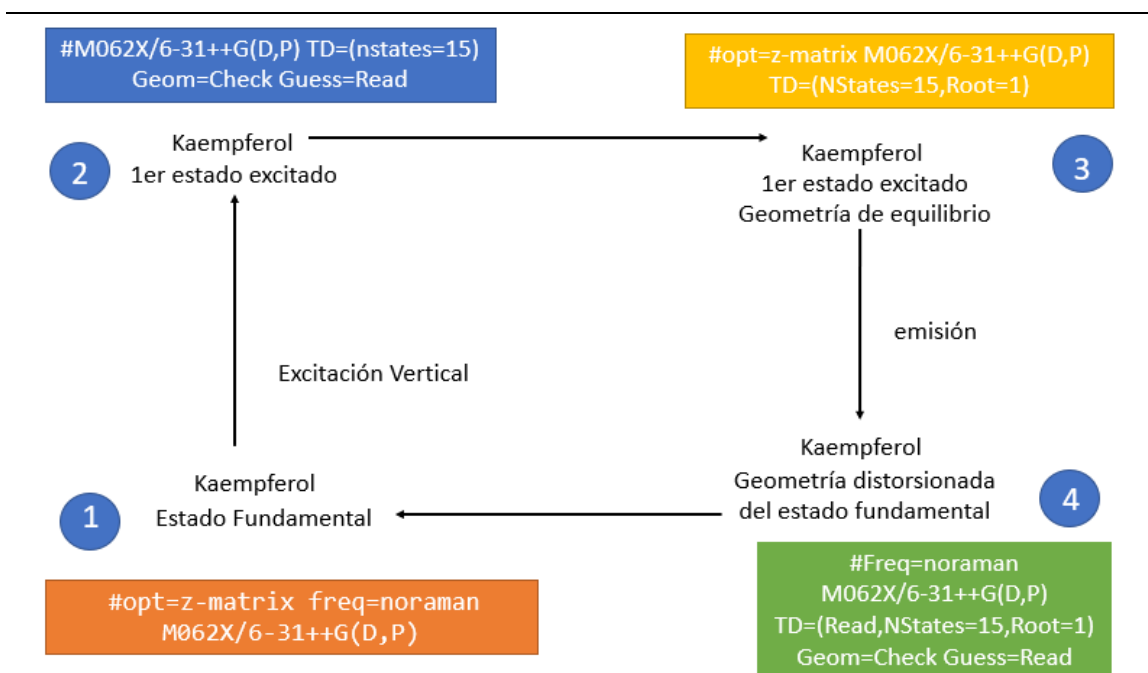 #M062X/6-31++G(D,P) TD=(nstates=15)
Geom=Check Guess=Read
#opt=z-matrix M062X/6-31++G(D,P)
TD=(NStates=15,Root=1)
2
Kaempferol
1er estado excitado
Kaempferol
1er estado excitado
Geometría de equilibrio
3
Excitación Vertical
emisión
1
Kaempferol
Estado Fundamental
Kaempferol
Geometría distorsionada
del estado fundamental
4
#opt=z-matrix freq=noraman
M062X/6-31++G(D,P)
#Freq=noraman
M062X/6-31++G(D,P)
TD=(Read,NStates=15,Root=1)
Geom=Check Guess=Read